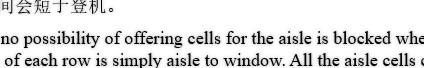 间会短于登机。
no possibility of offering cells for the aisle is blocked whe
of each row is simply aisle to window. All the aisle cells